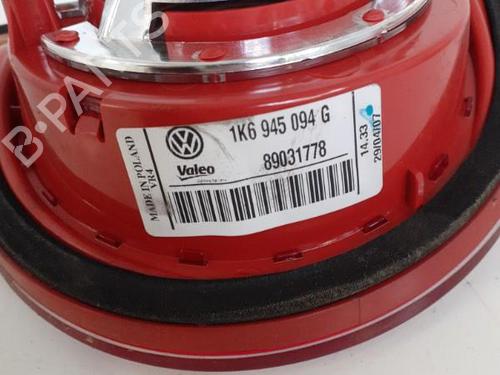 1K6 945 094 G
Valeo
89031778
MADE IN POLAND
VR4
14.33
29/04/07
B-PARTS